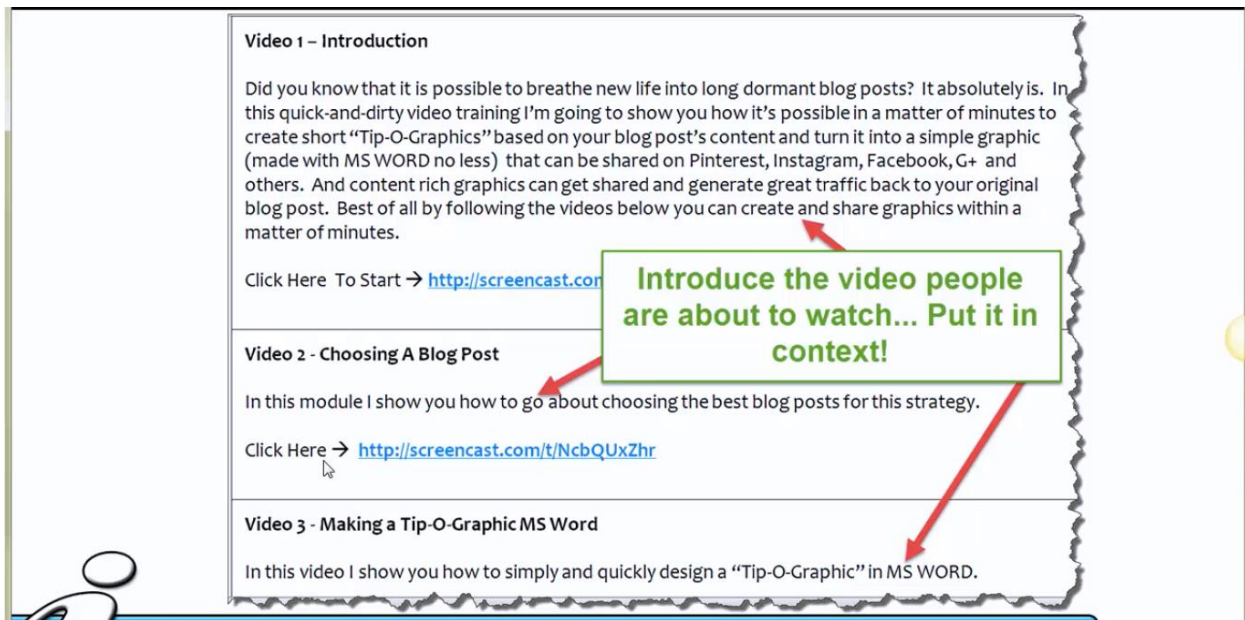 Video 1 – Introduction
Did you know that it is possible to breathe new life into long dormant blog posts? It absolutely is. In
this quick-and-dirty video training I'm going to show you how it's possible in a matter of minutes to
create short “Tip-O-Graphics” based on your blog post's content and turn it into a simple graphic
(made with MS WORD no less) that can be shared on Pinterest, Instagram, Facebook, G+ and
others. And content rich graphics can get shared and generate great traffic back to your original
blog post. Best of all by following the videos below you can create and share graphics within a
matter of minutes.
Click Here To Start → http://screencast.com
Introduce the video people
are about to watch... Put it in
context!
Video 2 - Choosing A Blog Post
In this module I show you how to go about choosing the best blog posts for this strategy.
Click Here → http://screencast.com/t/NcbQUxZhr
Video 3 - Making a Tip-O-Graphic MS Word
In this video I show you how to simply and quickly design a “Tip-O-Graphic” in MS WORD.